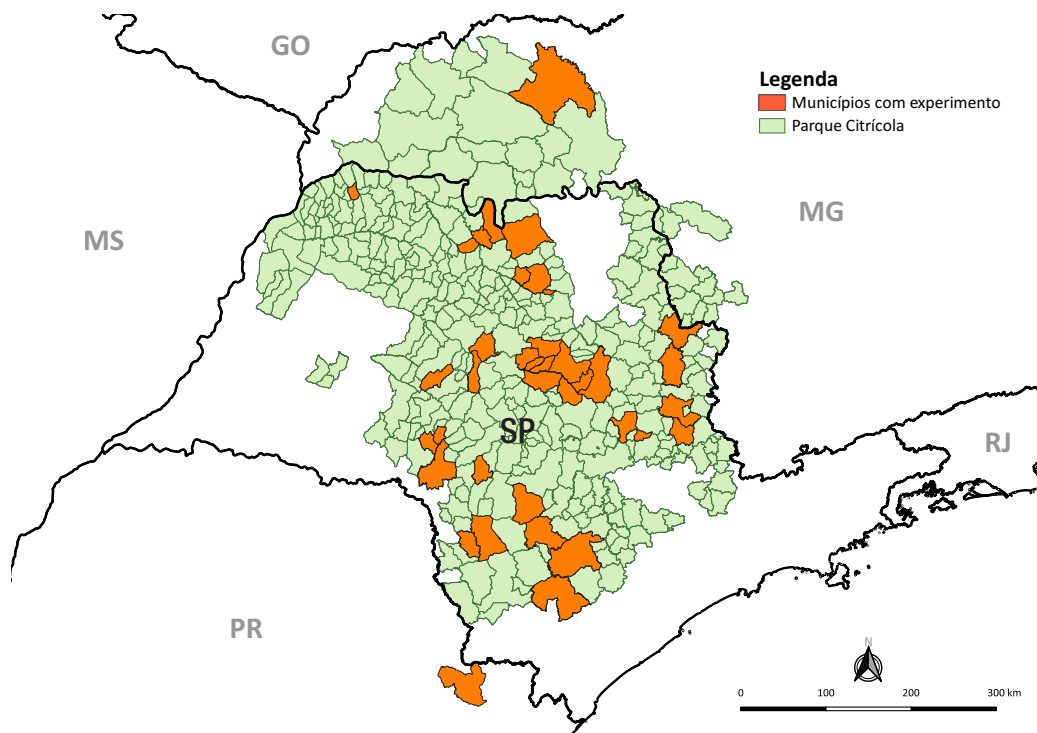 GO
Legenda
Municípios com experimento
Parque Citrícola
MS
MG
SP
RJ
PR
N
0 100 200 300 km